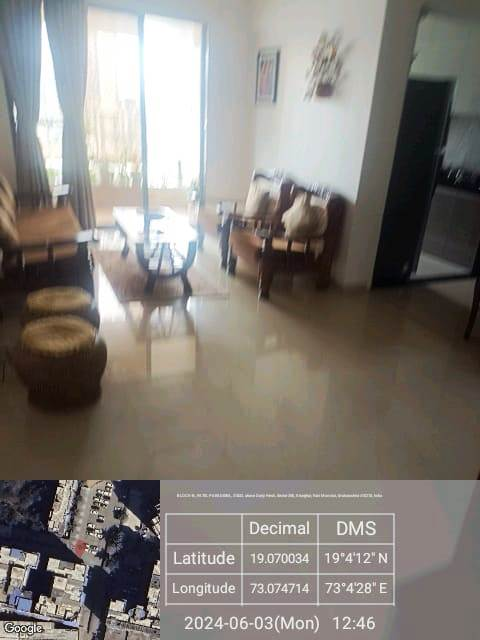 Decimal DMS
Latitude 19.070034 19°4'12" N
Longitude 73.074714 73°4'28" E
2024-06-03(Mon) 12:46
Google